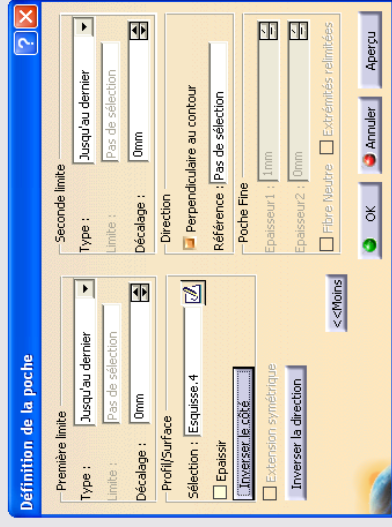 Définition de la poche
Première limite
Type : Jusqu'au dernier
Limite : Pas de sélection
Décalage : 0mm
Profil/Surface
Sélection : Esquisse.4
Epaissir
Inverser le côté
Extension symétrique
Inverser la direction
<<Moins
Seconde limite
Type : Jusqu'au dernier
Limite : Pas de sélection
Décalage : 0mm
Direction
Perpendiculaire au contour
Référence : Pas de sélection
Poche Fine
Epaisseur1 : 1mm
Epaisseur2 : 0mm
Fibre Neutre Extrémités relimitées
OK Annuler Aperçu